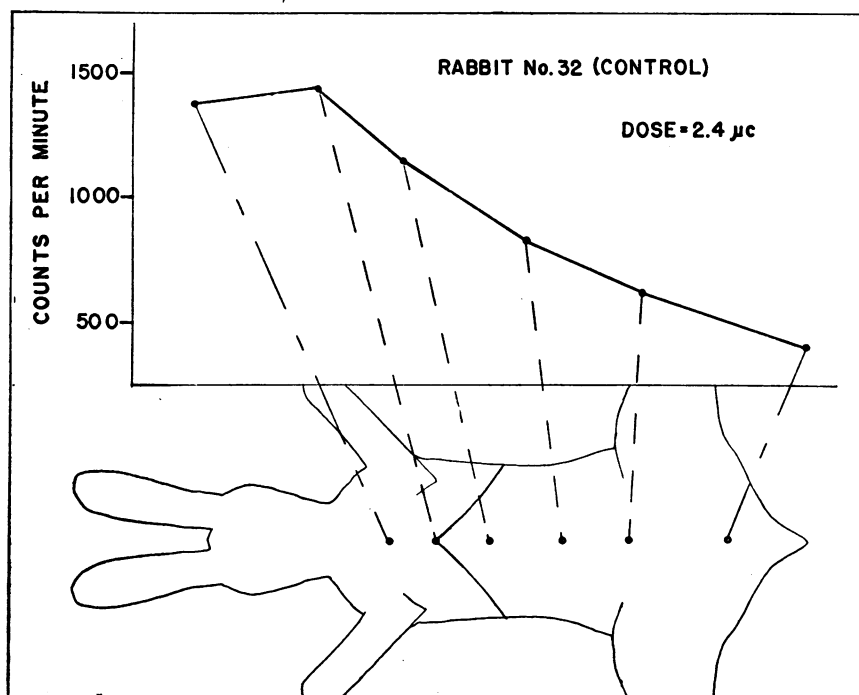 RABBIT No. 32 (CONTROL)
DOSE = 2.4 μc
COUNTS PER MINUTE
1500
1000
500